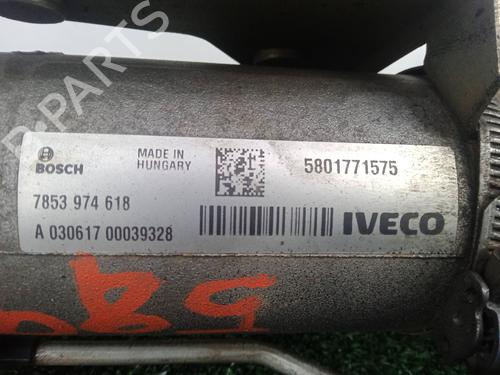 B-PARTS
BOSCH
MADE IN
HUNGARY
5801771575
7853 974 618
A 030617 00039328
IVECO